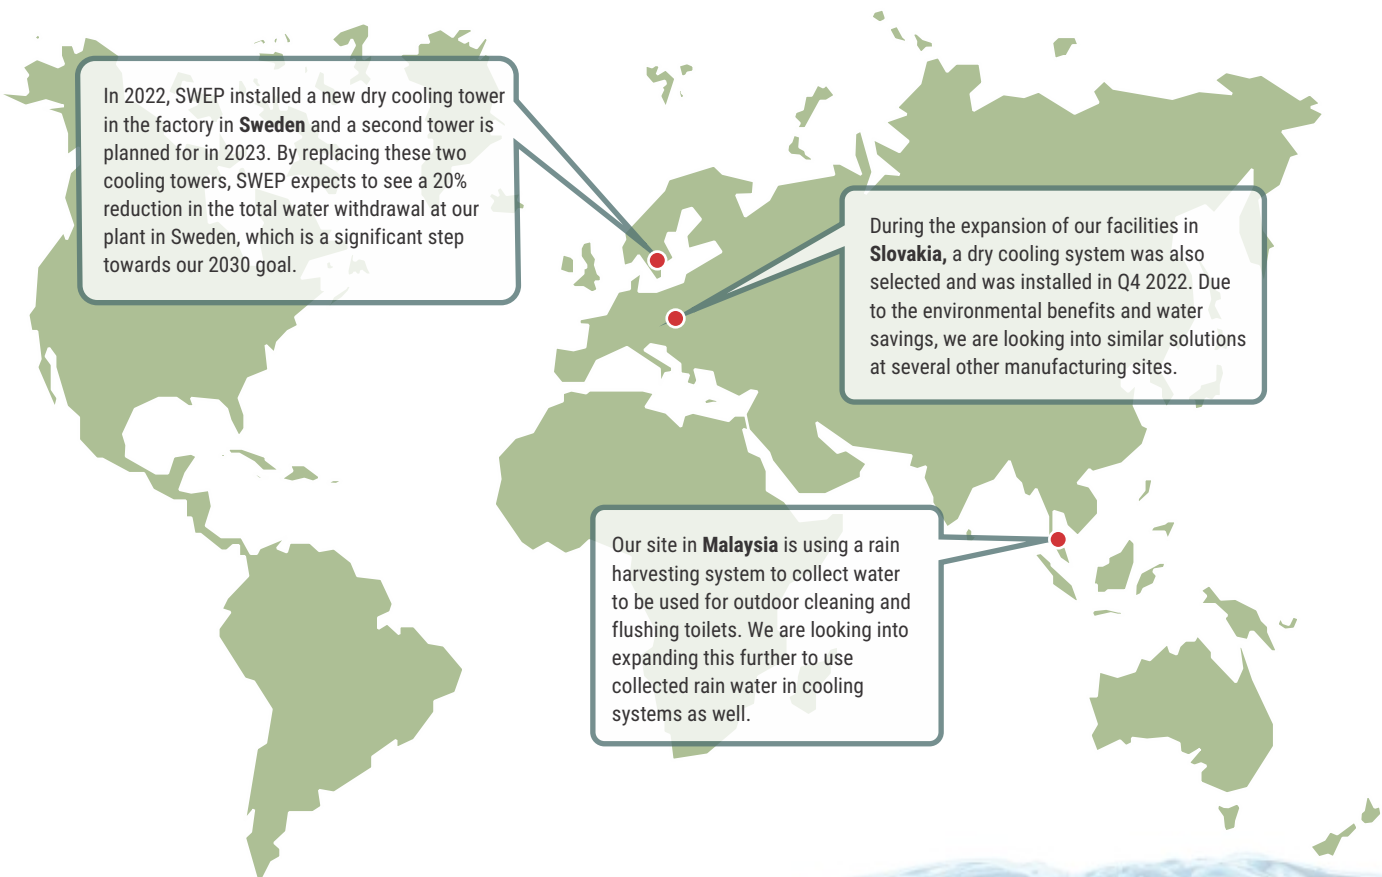 In 2022, SWEP installed a new dry cooling tower
in the factory in Sweden and a second tower is
planned for in 2023. By replacing these two
cooling towers, SWEP expects to see a 20%
reduction in the total water withdrawal at our
plant in Sweden, which is a significant step
towards our 2030 goal.
During the expansion of our facilities in
Slovakia, a dry cooling system was also
selected and was installed in Q4 2022. Due
to the environmental benefits and water
savings, we are looking into similar solutions
at several other manufacturing sites.
Our site in Malaysia is using a rain
harvesting system to collect water
to be used for outdoor cleaning and
flushing toilets. We are looking into
expanding this further to use
collected rain water in cooling
systems as well.